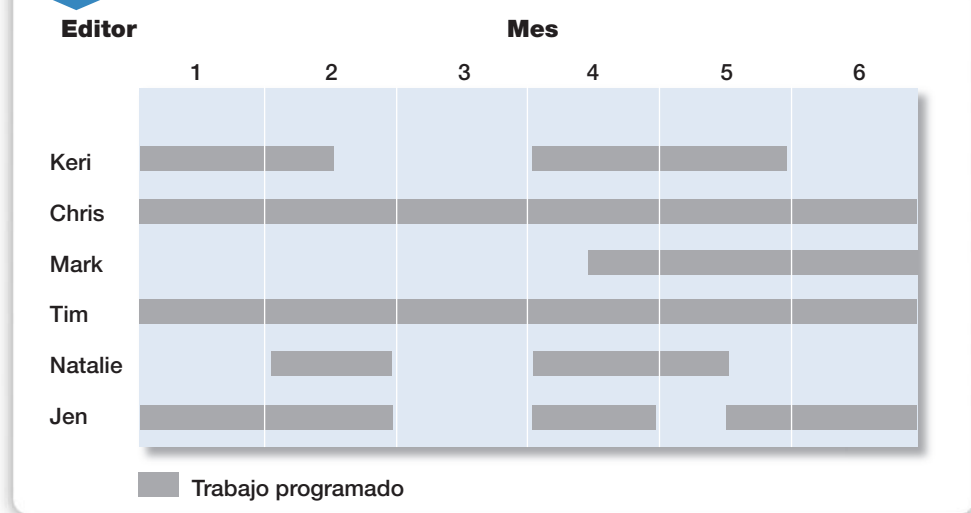 Editor Mes
1 2 3 4 5 6
Keri
Chris
Mark
Tim
Natalie
Jen
Trabajo programado